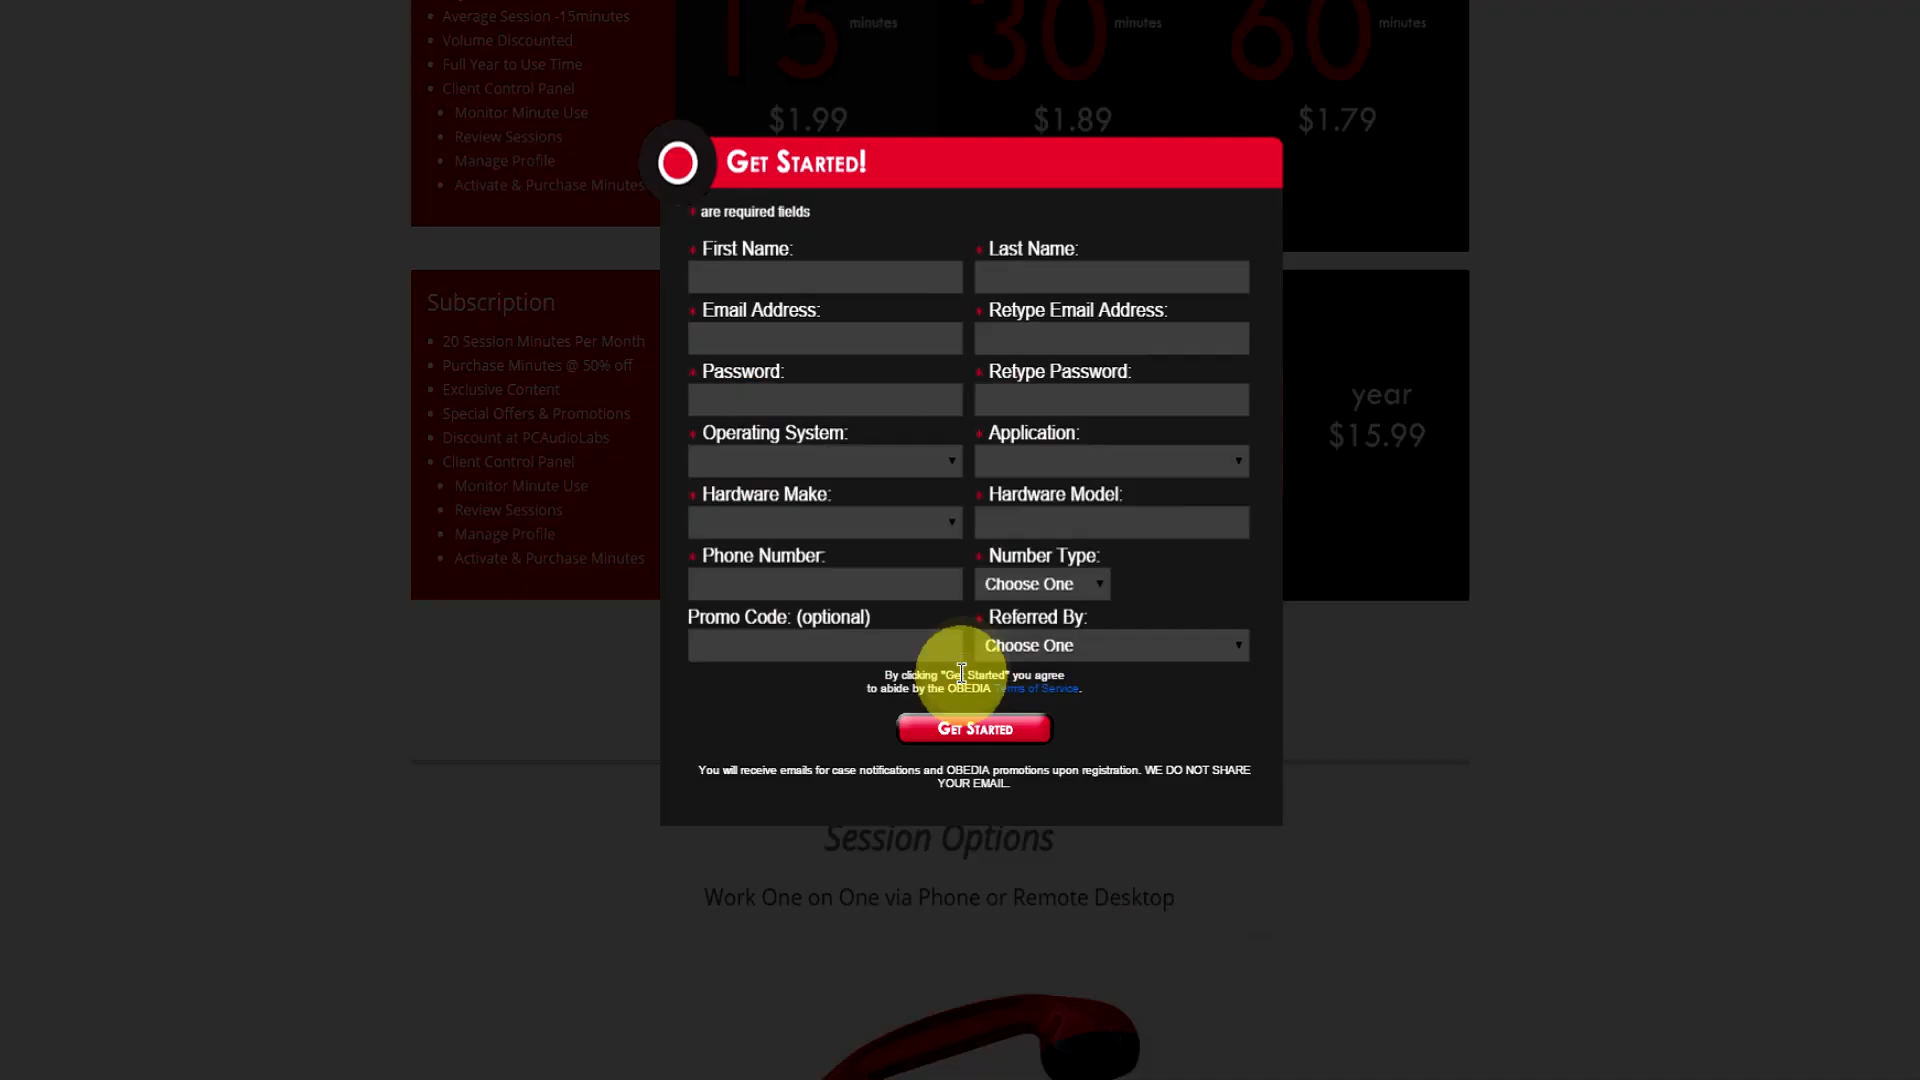 Average Session -15minutes
Volume Discounted
Full Year to Use Time
Client Control Panel
Monitor Minute Use
Review Sessions
Manage Profile
Activate & Purchase Minutes
15 minutes
30 minutes
60 minutes
$1.99
$1.89
$1.79
Get Started!
* are required fields
* First Name:
* Last Name:
* Email Address:
* Retype Email Address:
* Password:
* Retype Password:
* Operating System:
* Application:
* Hardware Make:
* Hardware Model:
* Phone Number:
* Number Type:
Choose One
Promo Code: (optional)
* Referred By:
Choose One
By clicking "Get Started" you agree
to abide by the OBEDIA Terms of Service.
Get Started
You will receive emails for case notifications and OBEDIA promotions upon registration. WE DO NOT SHARE
YOUR EMAIL.
Subscription
20 Session Minutes Per Month
Purchase Minutes @ 50% off
Exclusive Content
Special Offers & Promotions
Discount at PCAudioLabs
Client Control Panel
Monitor Minute Use
Review Sessions
Manage Profile
Activate & Purchase Minutes
year
$15.99
Session Options
Work One on One via Phone or Remote Desktop